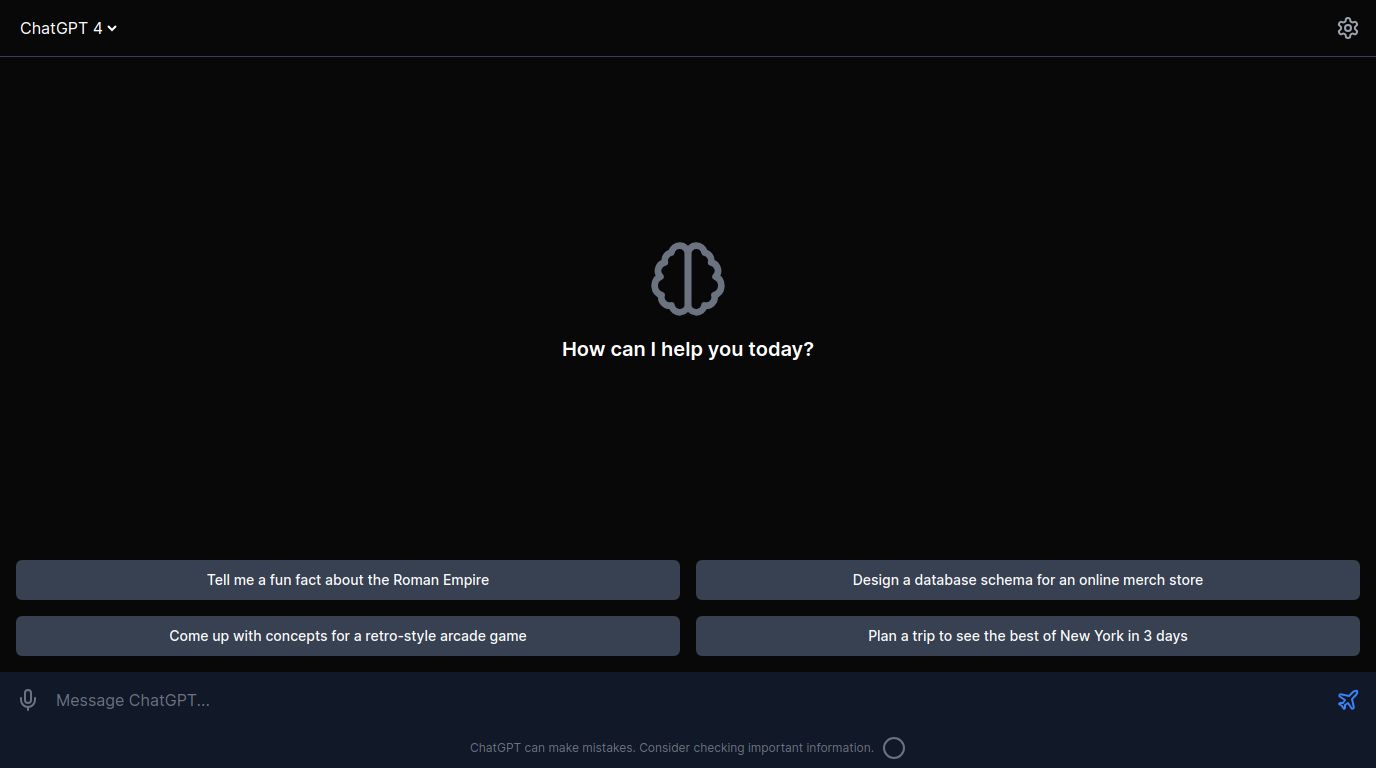 ChatGPT 4
How can I help you today?
Tell me a fun fact about the Roman Empire
Design a database schema for an online merch store
Come up with concepts for a retro-style arcade game
Plan a trip to see the best of New York in 3 days
Message ChatGPT...
ChatGPT can make mistakes. Consider checking important information.